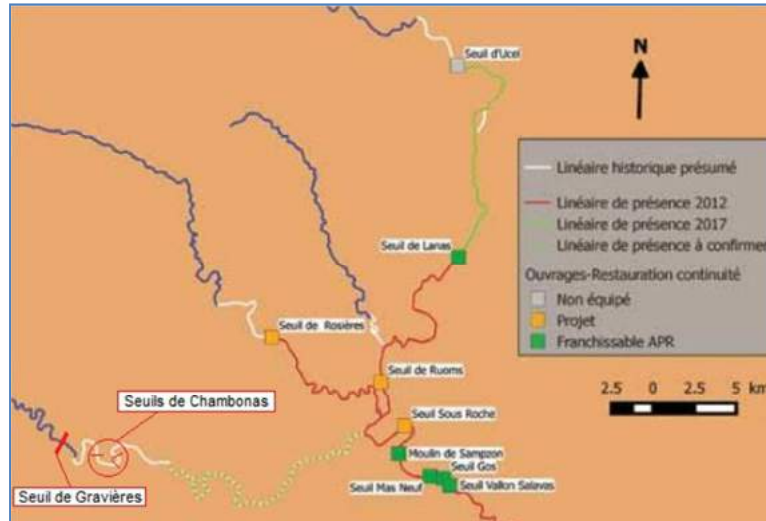 Seuil d'Ucel
N
Linéaire historique présumé
Linéaire de présence 2012
Linéaire de présence 2017
Linéaire de présence à confirmer
Ouvrages-Restauration continuité
Non équipé
Projet
Franchissable APR
2.5 0 2.5 5 km
Seuil de Lanas
Seuil de Rosières
Seuil de Ruoms
Seuils de Chambonas
Seuil Sous Roche
Moulin de Sampzon
Seuil Gos
Seuil Mas Neuf
Seuil Vallon Salavas
Seuil de Gravières